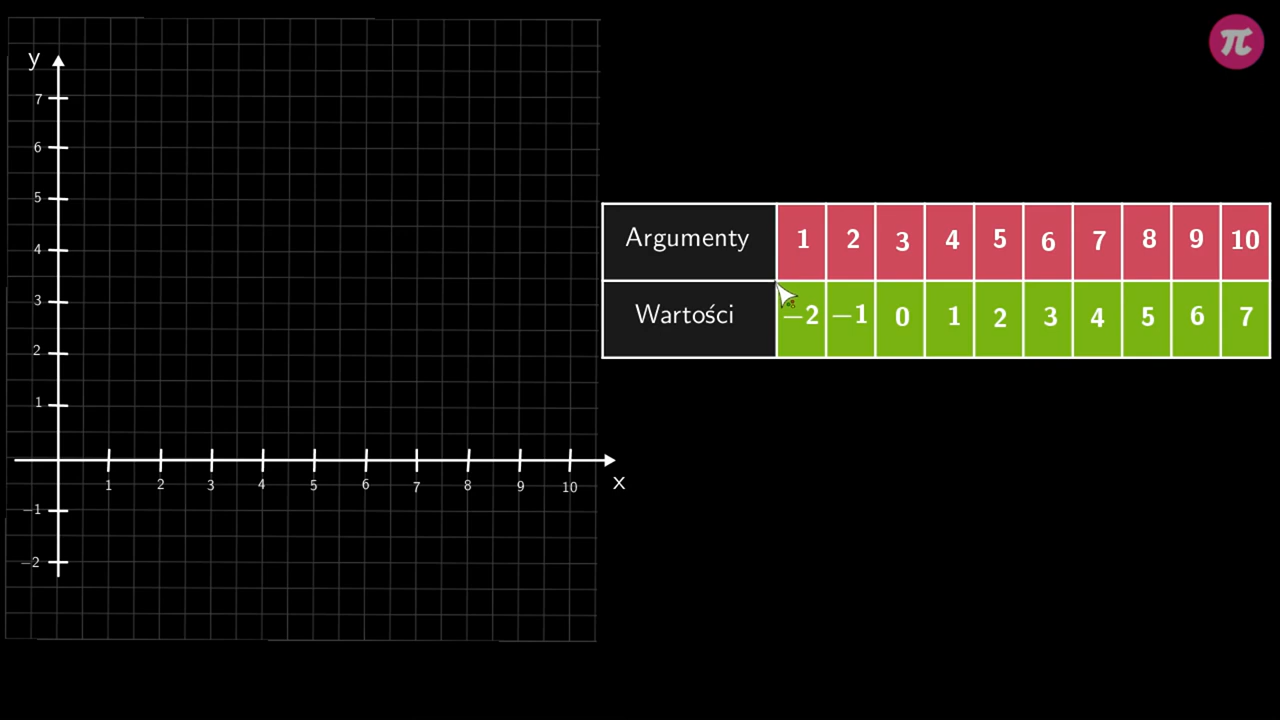 π
y
7
6
5
4
3
2
1
−1
−2
1 2 3 4 5 6 7 8 9 10
x
Argumenty 1 2 3 4 5 6 7 8 9 10
Wartości −2 −1 0 1 2 3 4 5 6 7